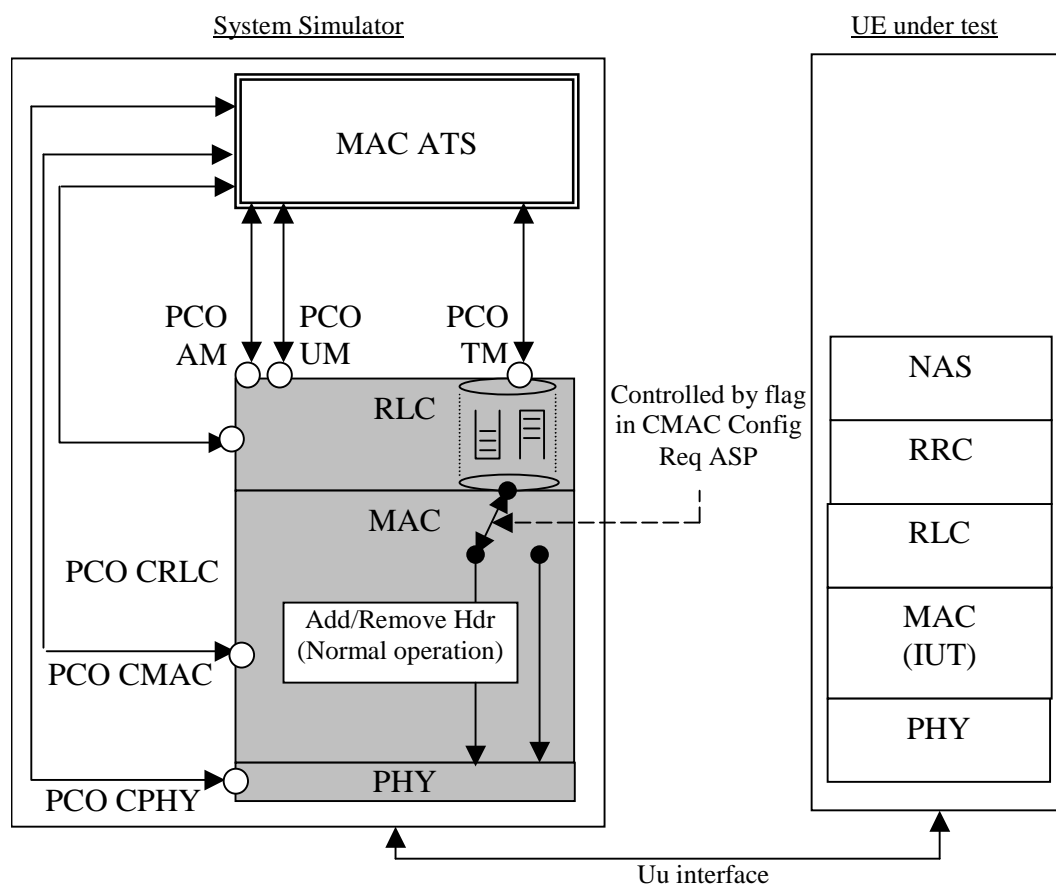 System Simulator
UE under test
MAC ATS
PCO
AM
PCO
UM
PCO
TM
RLC
Controlled by flag
in CMAC Config
Req ASP
MAC
PCO CRLC
Add/Remove Hdr
(Normal operation)
PCO CMAC
PHY
PCO CPHY
NAS
RRC
RLC
MAC
(IUT)
PHY
Uu interface